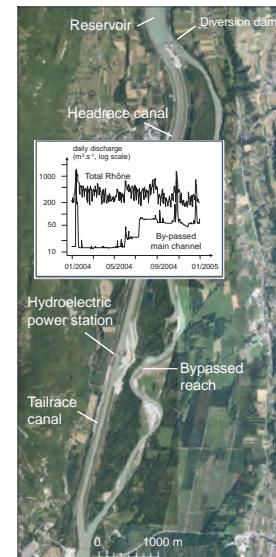 Reservoir
Diversion dam
Headrace canal
daily discharge
(m³.s⁻¹, log scale)
1000
Total Rhône
200
50
By-passed
main channel
10
01/2004 05/2004 09/2004 01/2005
Hydroelectric
power station
Bypassed
reach
Tailrace
canal
0 1000 m